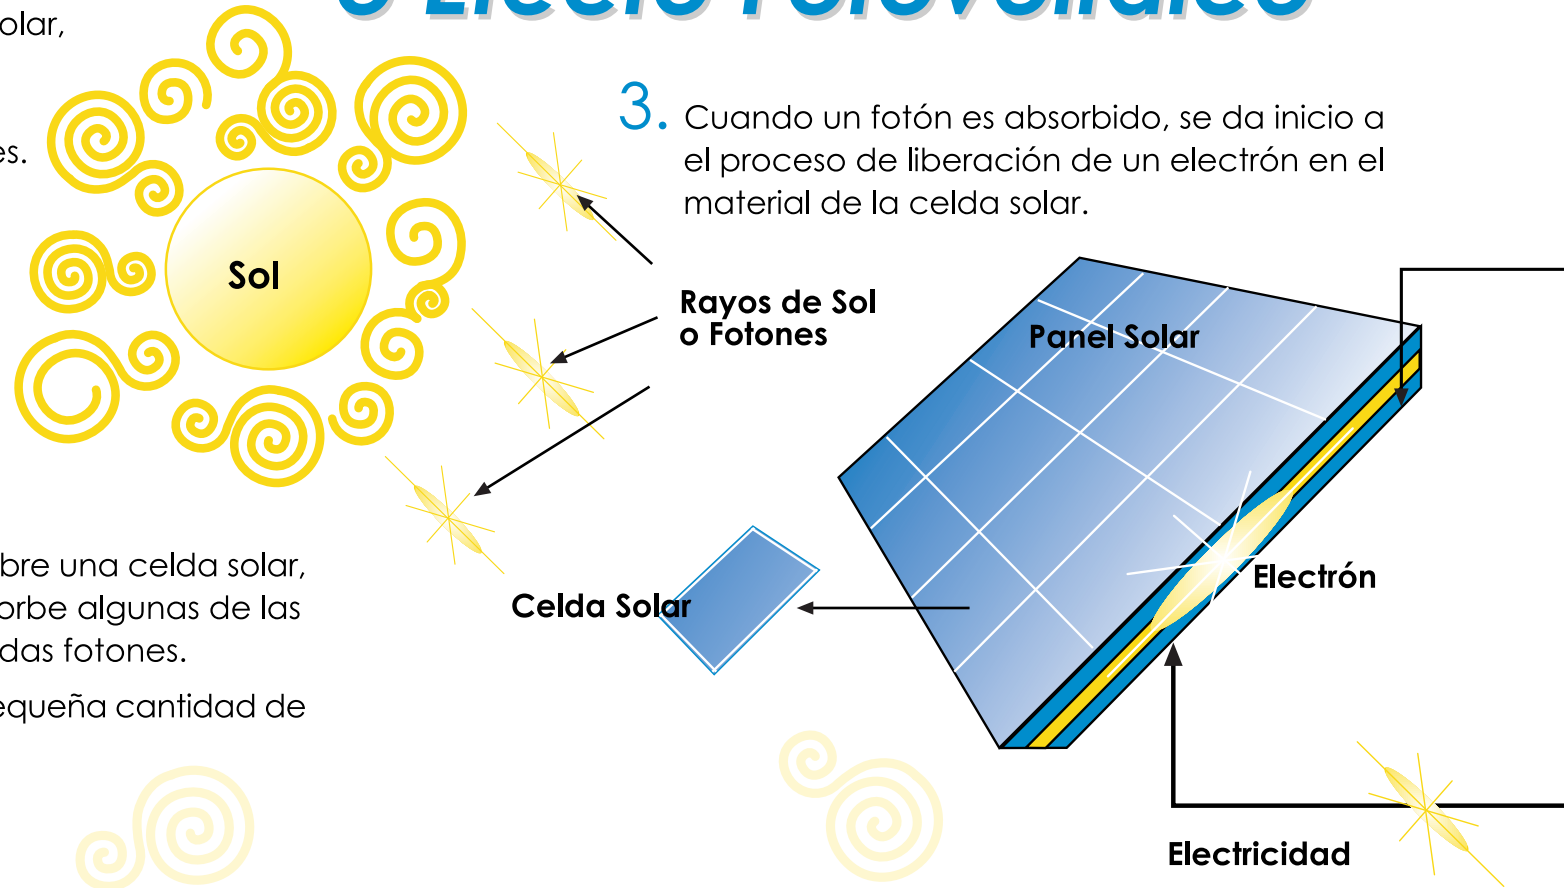 o Efecto Fotovoltaico
olar,
es.
3. Cuando un fotón es absorbido, se da inicio a
el proceso de liberación de un electrón en el
material de la celda solar.
Sol
Rayos de Sol
o Fotones
Panel Solar
bre una celda solar,
orbe algunas de las
das fotones.
equeña cantidad de
Celda Solar
Electrón
Electricidad